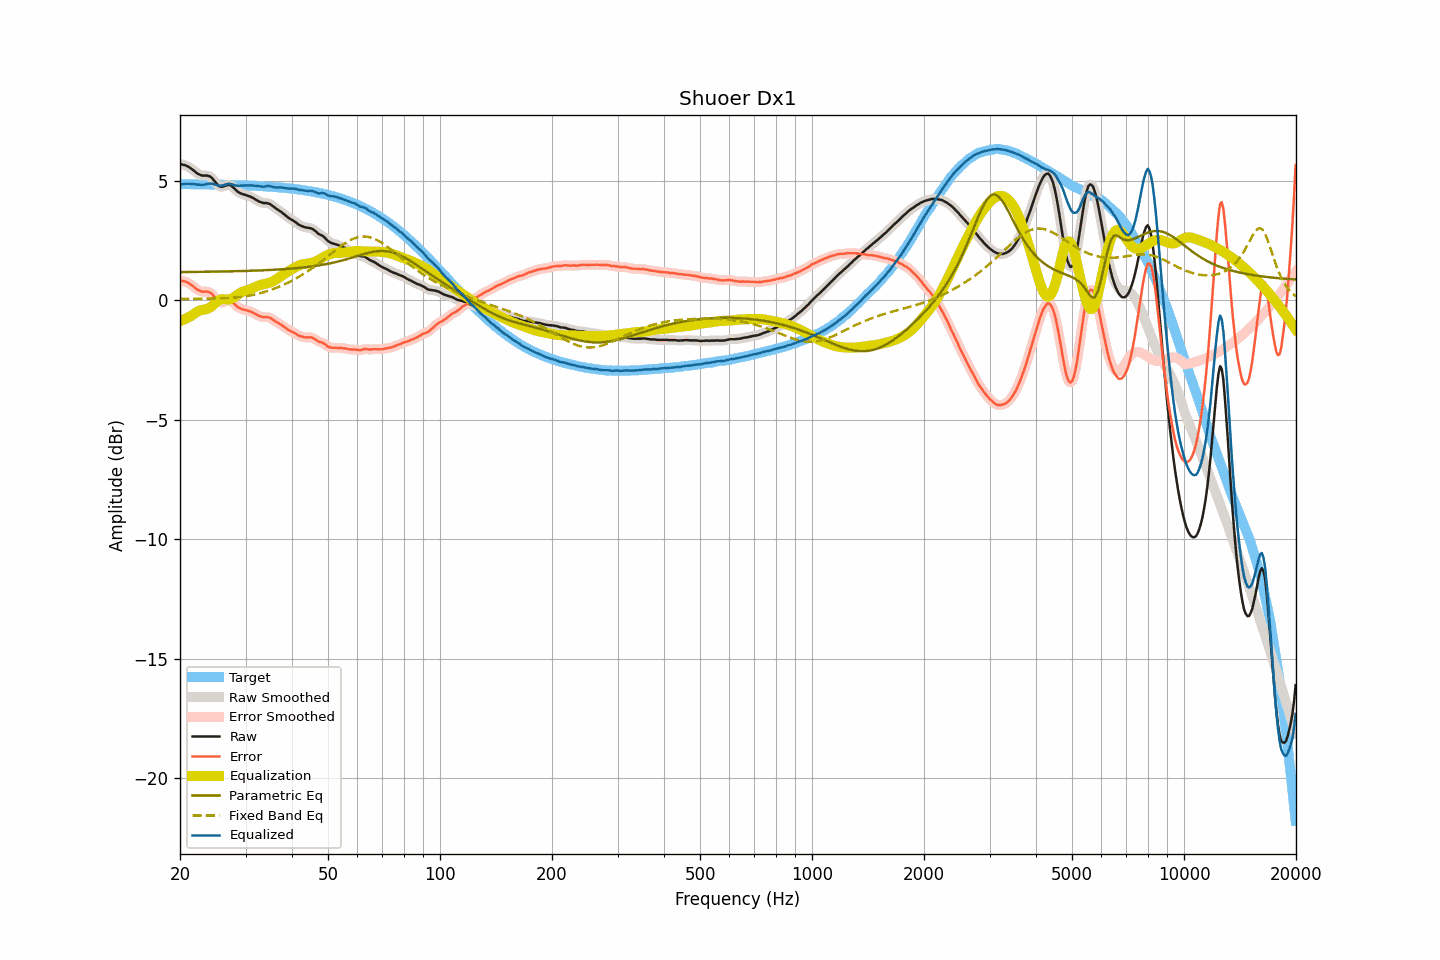 Shuoer Dx1
5
0
−5
−10
−15
−20
Amplitude (dBr)
Target
Raw Smoothed
Error Smoothed
Raw
Error
Equalization
Parametric Eq
Fixed Band Eq
Equalized
20 50 100 200 500 1000 2000 5000 10000 20000
Frequency (Hz)